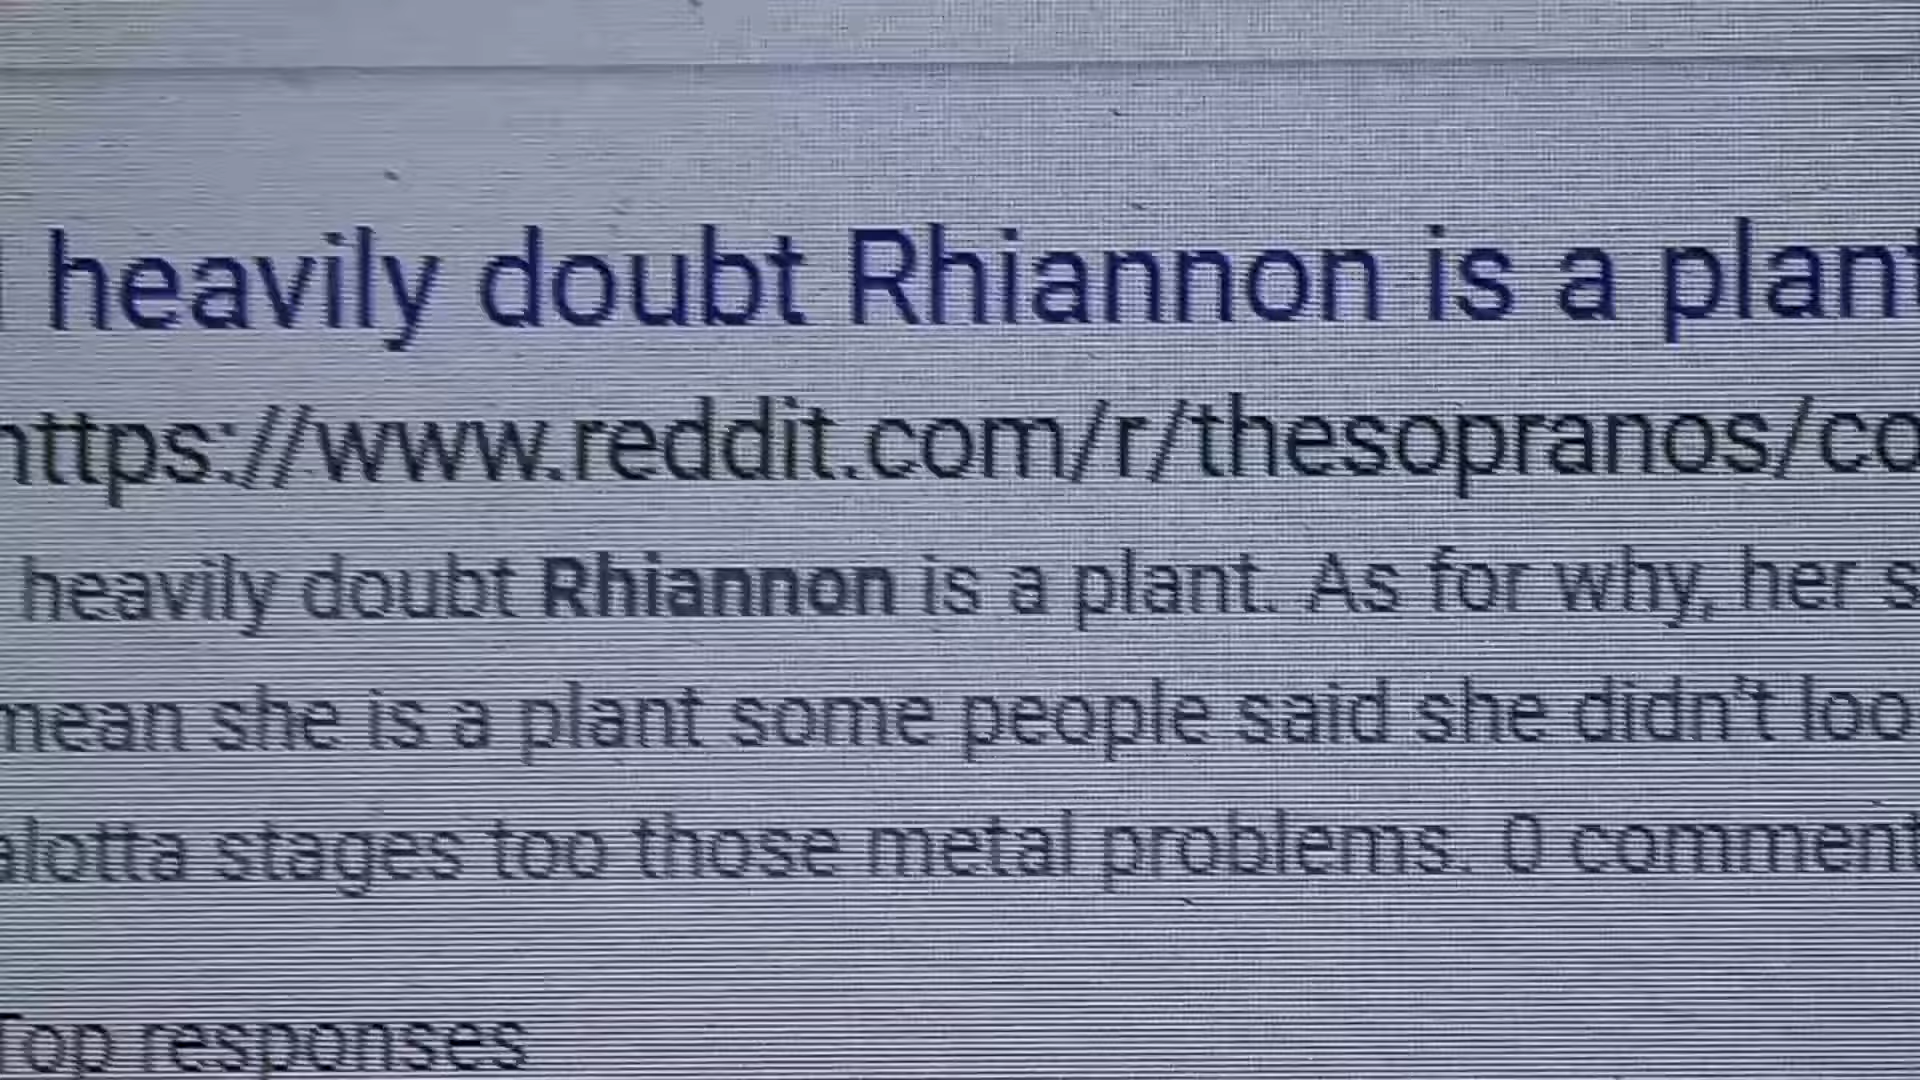 I heavily doubt Rhiannon is a plant
https://www.reddit.com/r/thesopranos/co
heavily doubt Rhiannon is a plant. As for why, her s
mean she is a plant some people said she didn't loo
alotta stages too those metal problems. 0 comment
Top responses